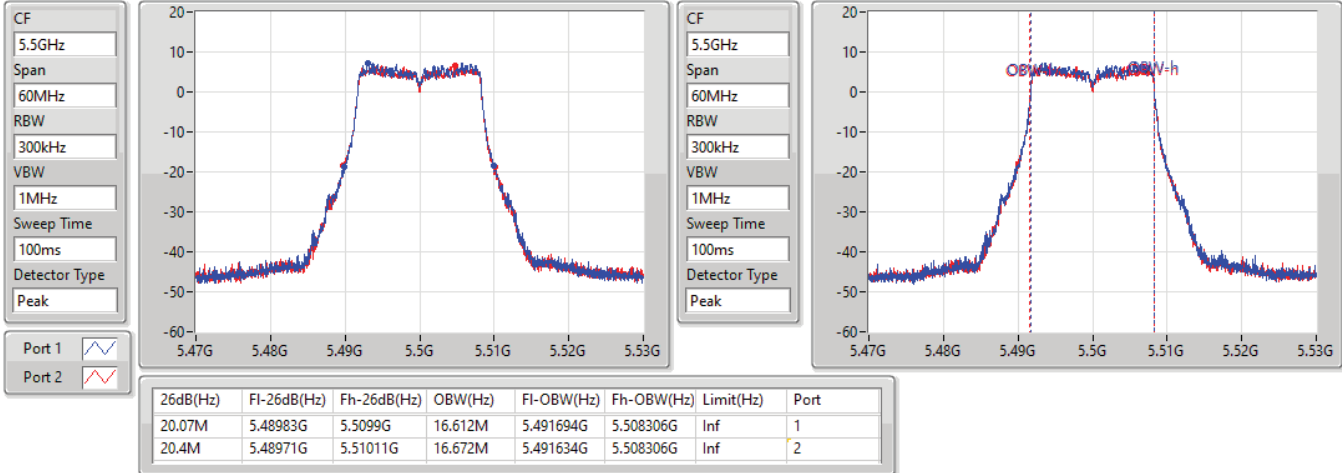 CF
5.5GHz
Span
60MHz
RBW
300kHz
VBW
1MHz
Sweep Time
100ms
Detector Type
Peak
Port 1
Port 2
20
10
0
-10
-20
-30
-40
-50
-60
5.47G 5.48G 5.49G 5.5G 5.51G 5.52G 5.53G
CF
5.5GHz
Span
60MHz
RBW
300kHz
VBW
1MHz
Sweep Time
100ms
Detector Type
Peak
20
10
0
-10
-20
-30
-40
-50
-60
OBW-h
5.47G 5.48G 5.49G 5.5G 5.51G 5.52G 5.53G
26dB(Hz) Fl-26dB(Hz) Fh-26dB(Hz) OBW(Hz) Fl-OBW(Hz) Fh-OBW(Hz) Limit(Hz) Port
20.07M 5.48983G 5.5099G 16.612M 5.491694G 5.508306G Inf 1
20.4M 5.48971G 5.51011G 16.672M 5.491634G 5.508306G Inf 2